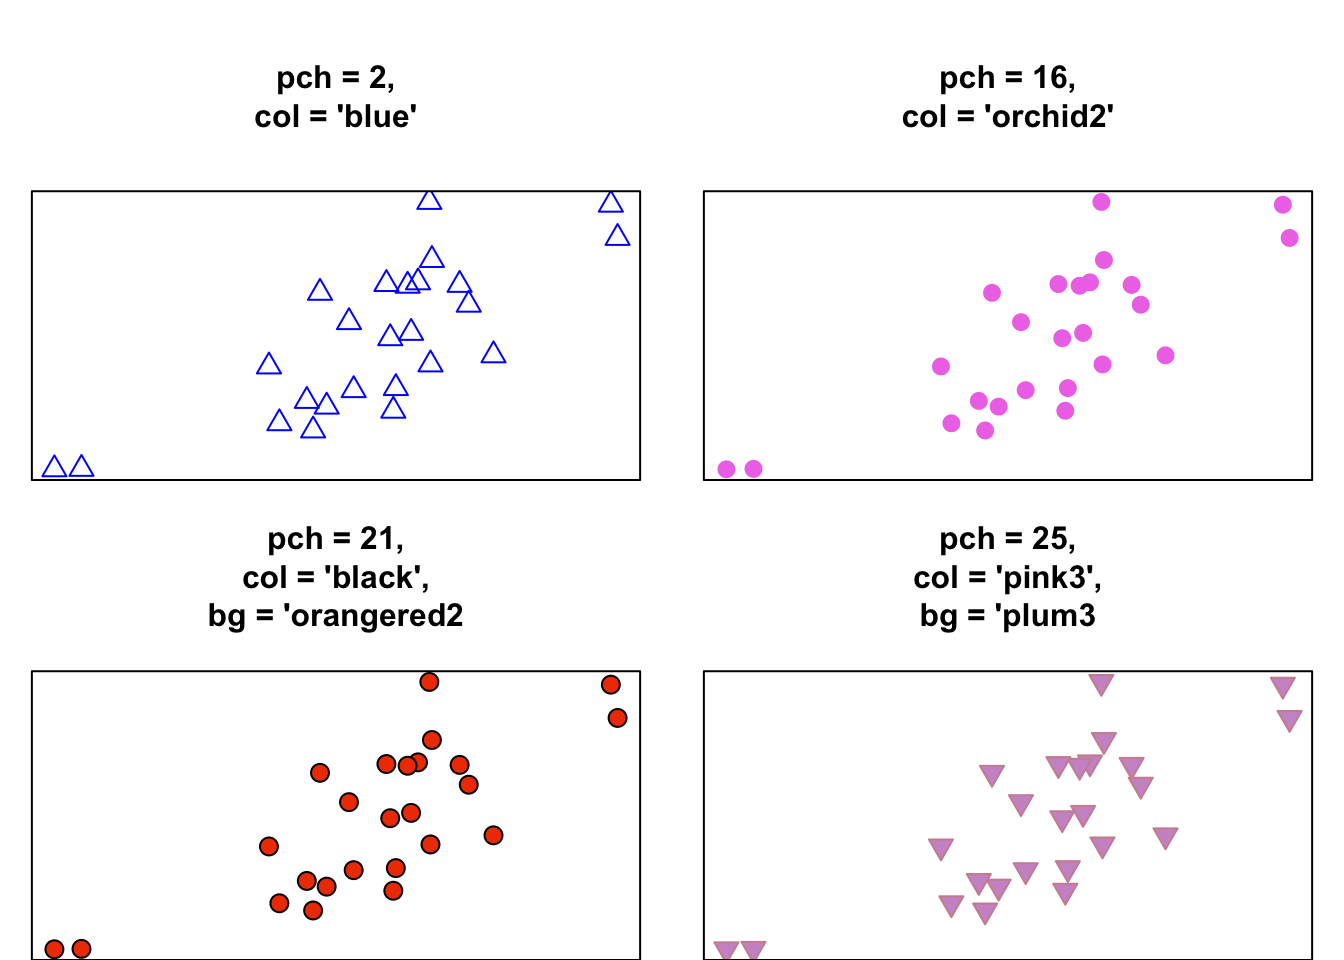 pch = 2,
col = 'blue'
pch = 16,
col = 'orchid2'
pch = 21,
col = 'black',
bg = 'orangered2
pch = 25,
col = 'pink3',
bg = 'plum3